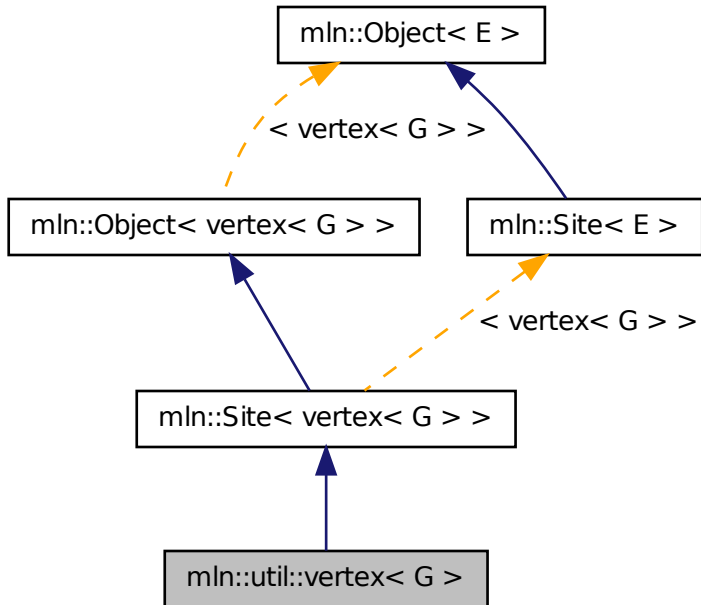 mln::Object< E >
< vertex< G > >
mln::Object< vertex< G > >
mln::Site< E >
< vertex< G > >
mln::Site< vertex< G > >
mln::util::vertex< G >